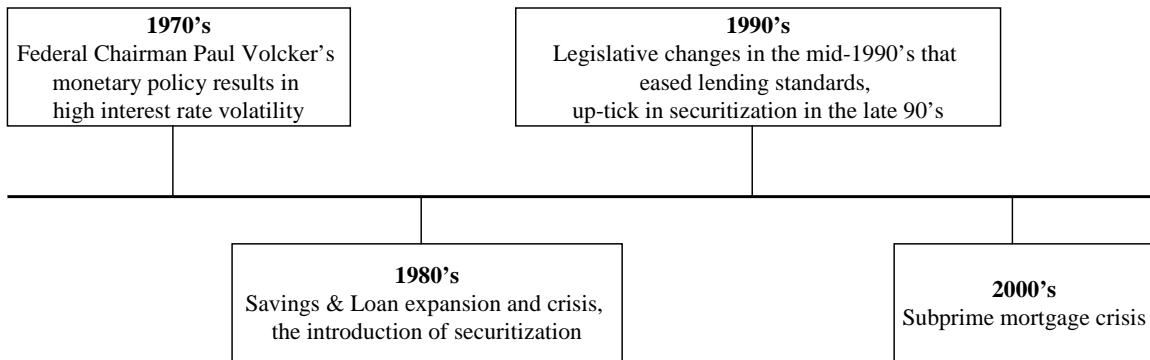 1970's
Federal Chairman Paul Volcker's
monetary policy results in
high interest rate volatility
1990's
Legislative changes in the mid-1990's that
eased lending standards,
up-tick in securitization in the late 90's
1980's
Savings & Loan expansion and crisis,
the introduction of securitization
2000's
Subprime mortgage crisis